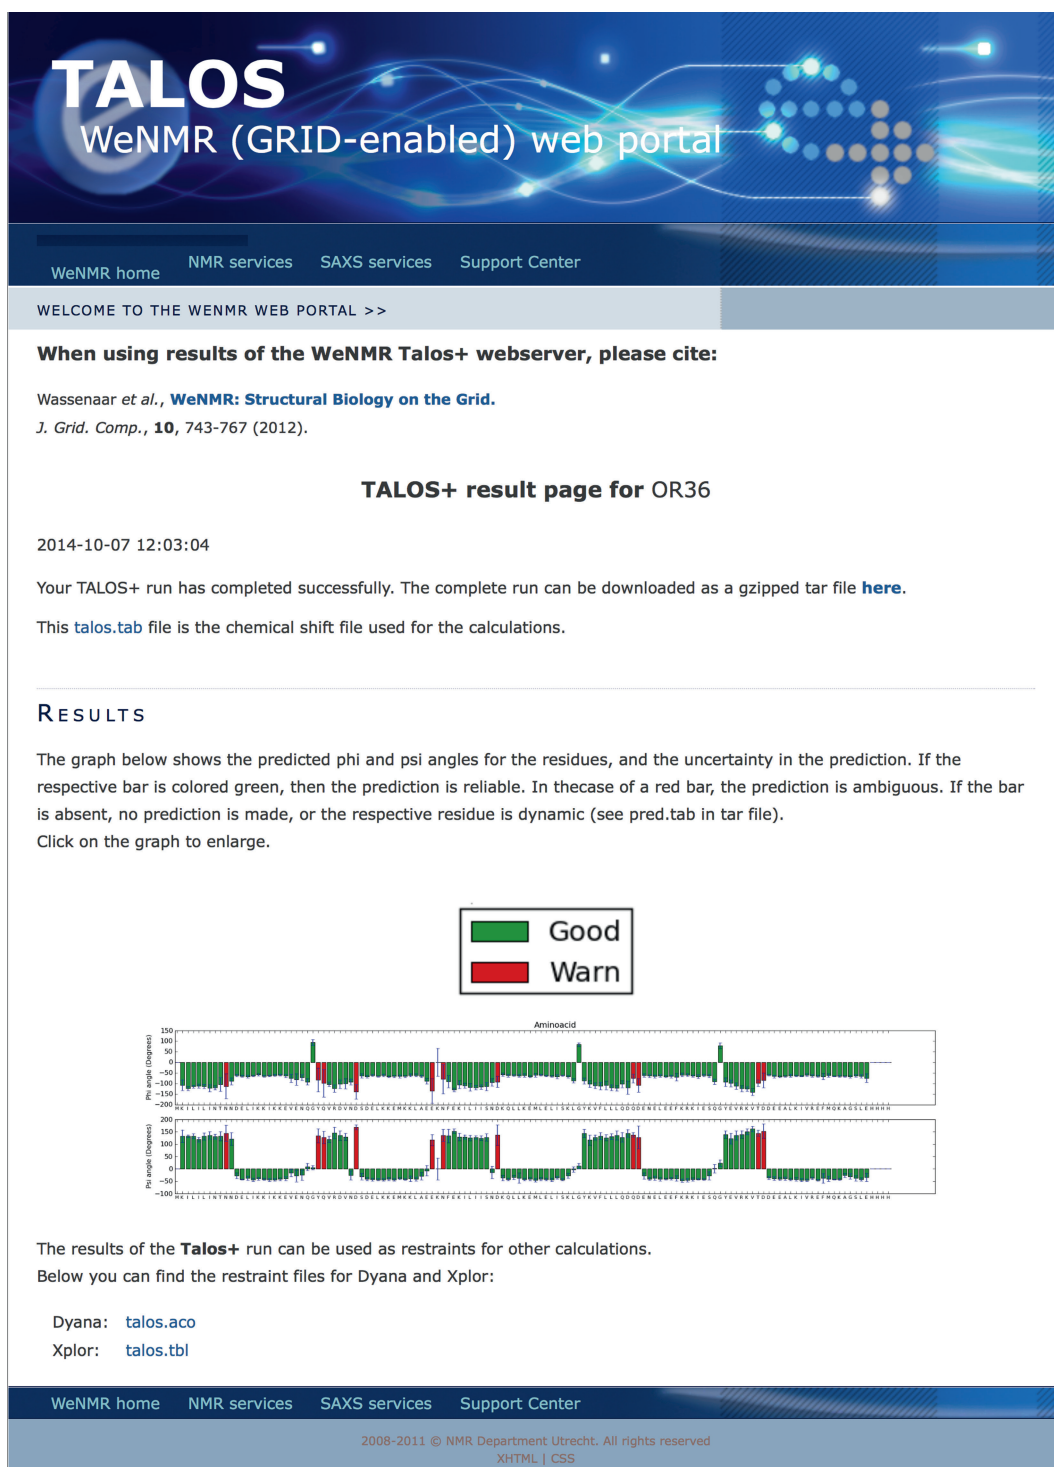 TALOS
WeNMR (GRID-enabled) web portal
WeNMR home NMR services SAXS services Support Center
WELCOME TO THE WENMR WEB PORTAL >>
When using results of the WeNMR Talos+ webserver, please cite:
Wassenaar et al., WeNMR: Structural Biology on the Grid.
J. Grid. Comp., 10, 743-767 (2012).
TALOS+ result page for OR36
2014-10-07 12:03:04
Your TALOS+ run has completed successfully. The complete run can be downloaded as a gzipped tar file here.
This talos.tab file is the chemical shift file used for the calculations.
RESULTS
The graph below shows the predicted phi and psi angles for the residues, and the uncertainty in the prediction. If the
respective bar is colored green, then the prediction is reliable. In thecase of a red bar, the prediction is ambiguous. If the bar
is absent, no prediction is made, or the respective residue is dynamic (see pred.tab in tar file).
Click on the graph to enlarge.
Good
Warn
Aminoacid
Phi angle (Degrees)
150
100
50
0
−50
−100
−150
−200
Psi angle (Degrees)
200
150
100
50
0
−50
−100
The results of the Talos+ run can be used as restraints for other calculations.
Below you can find the restraint files for Dyana and Xplor:
Dyana: talos.aco
Xplor: talos.tbl
WeNMR home NMR services SAXS services Support Center
2008-2011 © NMR Department Utrecht. All rights reserved
XHTML | CSS